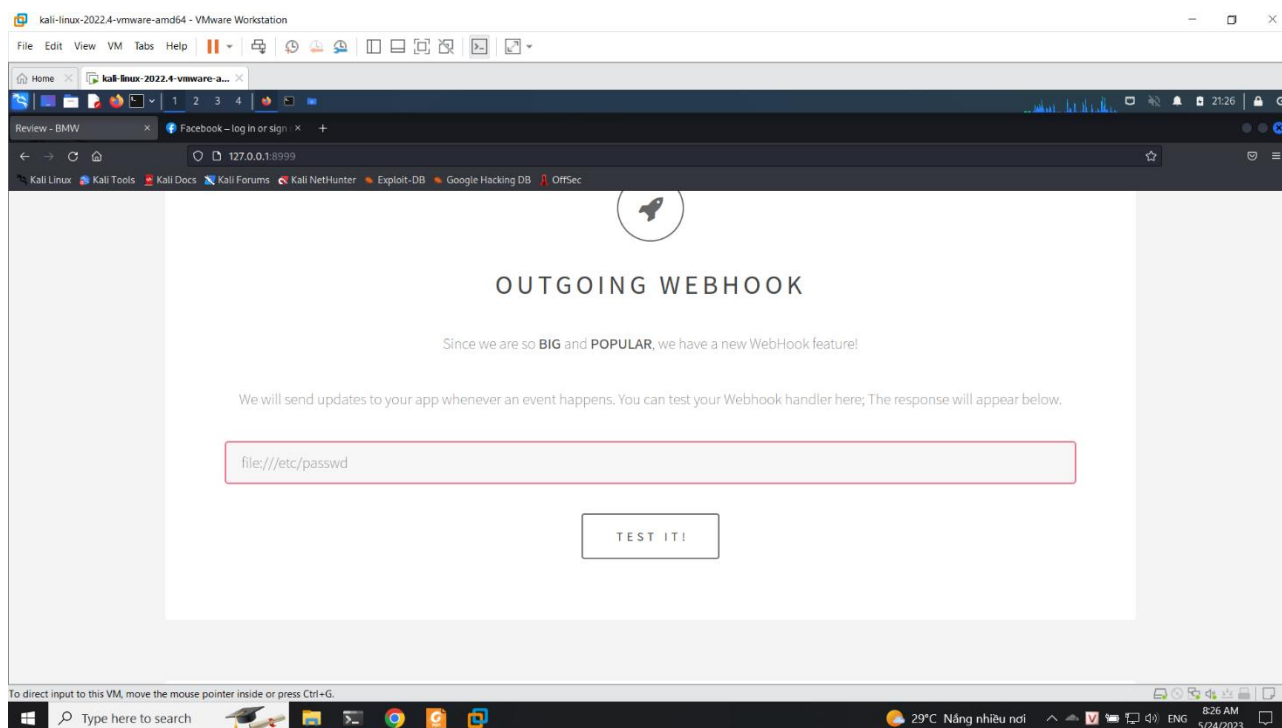 kali-linux-2022.4-vmware-amd64 - VMware Workstation
File Edit View VM Tabs Help
Home kali-linux-2022.4-vmware-a...
1 2 3 4 21:26
Review - BMW Facebook – log in or sign
127.0.0.1:8999
Kali Linux Kali Tools Kali Docs Kali Forums Kali NetHunter Exploit-DB Google Hacking DB OffSec
OUTGOING WEBHOOK
Since we are so BIG and POPULAR, we have a new WebHook feature!
We will send updates to your app whenever an event happens. You can test your Webhook handler here; The response will appear below.
file:///etc/passwd
TEST IT!
To direct input to this VM, move the mouse pointer inside or press Ctrl+G.
Type here to search 29°C Nắng nhiều nơi ENG 8:26 AM
5/24/2023